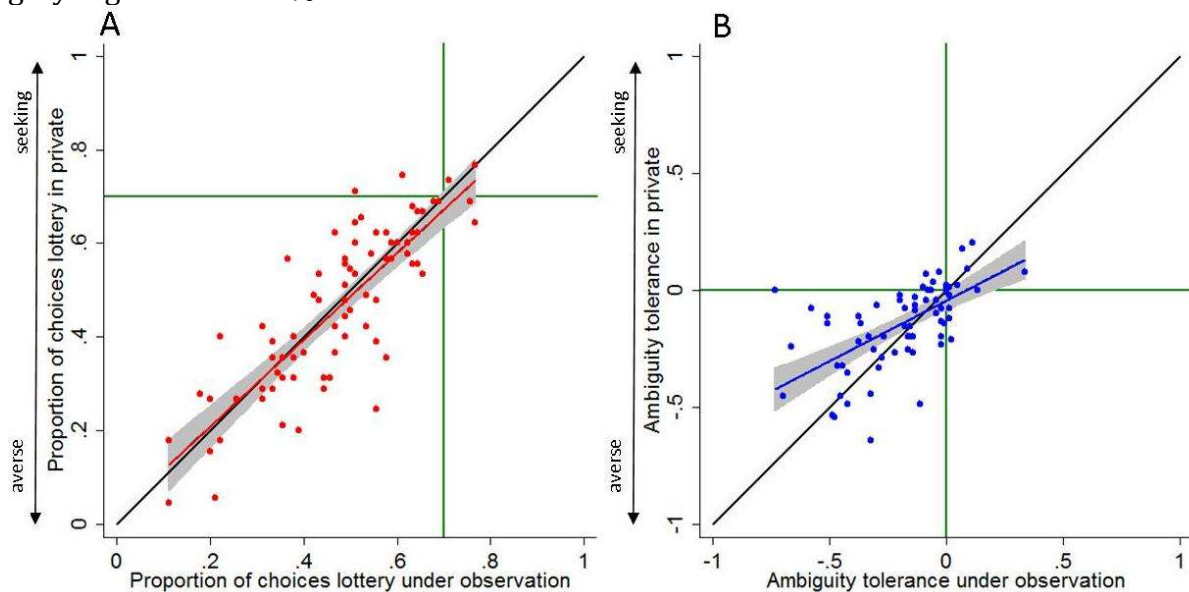 A
B
seeking
averse
Proportion of choices lottery in private
1
.8
.6
.4
.2
0
0
.2
.4
.6
.8
1
Proportion of choices lottery under observation
seeking
averse
Ambiguity tolerance in private
1
.5
0
-.5
-1
-1
-.5
0
.5
1
Ambiguity tolerance under observation